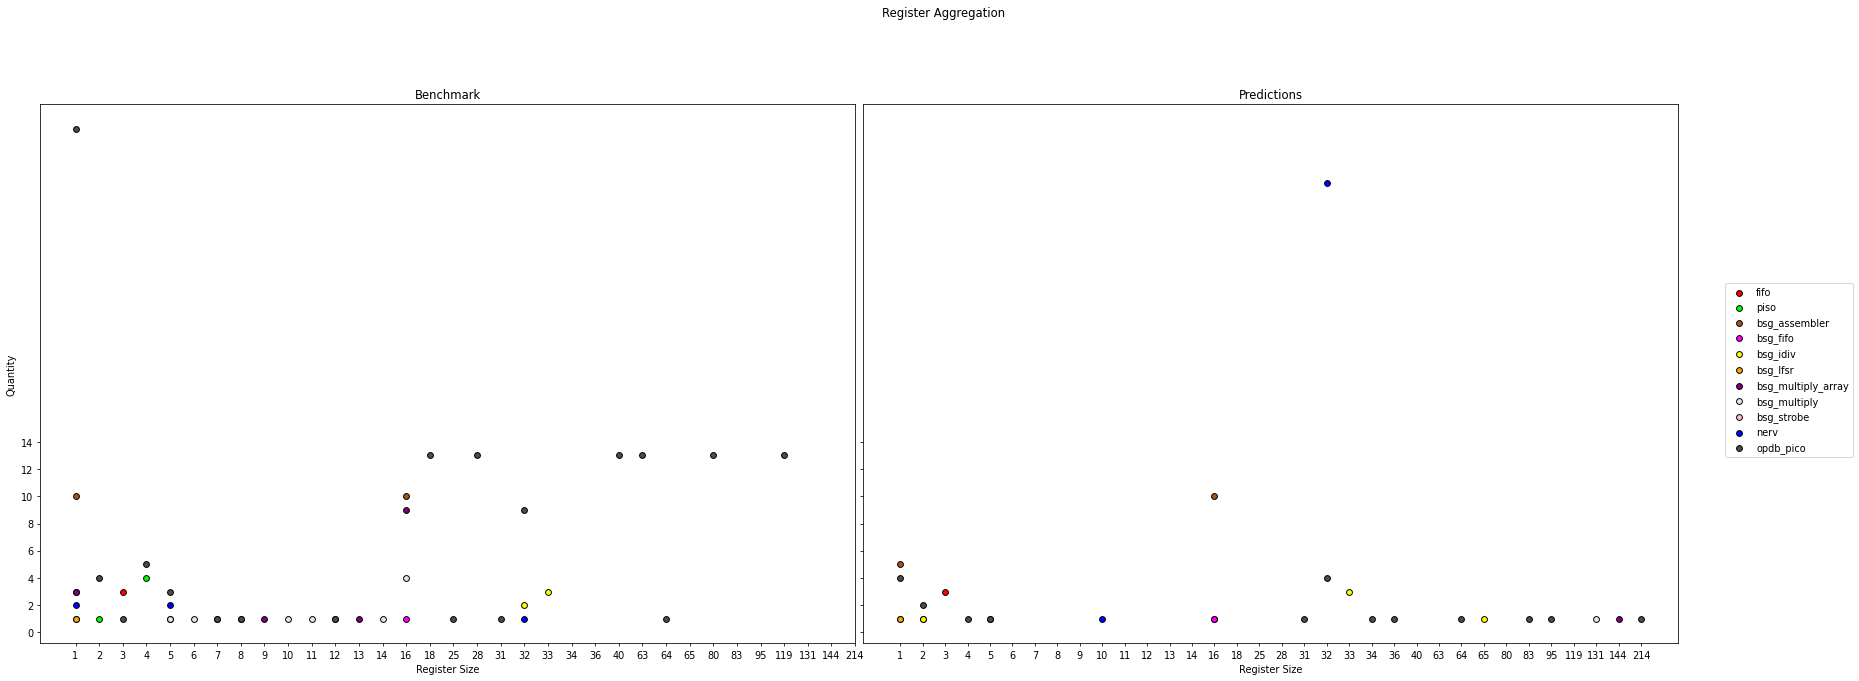 Register Aggregation
Benchmark
Predictions
Quantity
14
12
10
8
6
4
2
0
1 2 3 4 5 6 7 8 9 10 11 12 13 14 16 18 25 28 31 32 33 34 36 40 63 64 65 80 83 95 119 131 144 214
Register Size
1 2 3 4 5 6 7 8 9 10 11 12 13 14 16 18 25 28 31 32 33 34 36 40 63 64 65 80 83 95 119 131 144 214
Register Size
fifo
piso
bsg_assembler
bsg_fifo
bsg_idiv
bsg_lfsr
bsg_multiply_array
bsg_multiply
bsg_strobe
nerv
opdb_pico